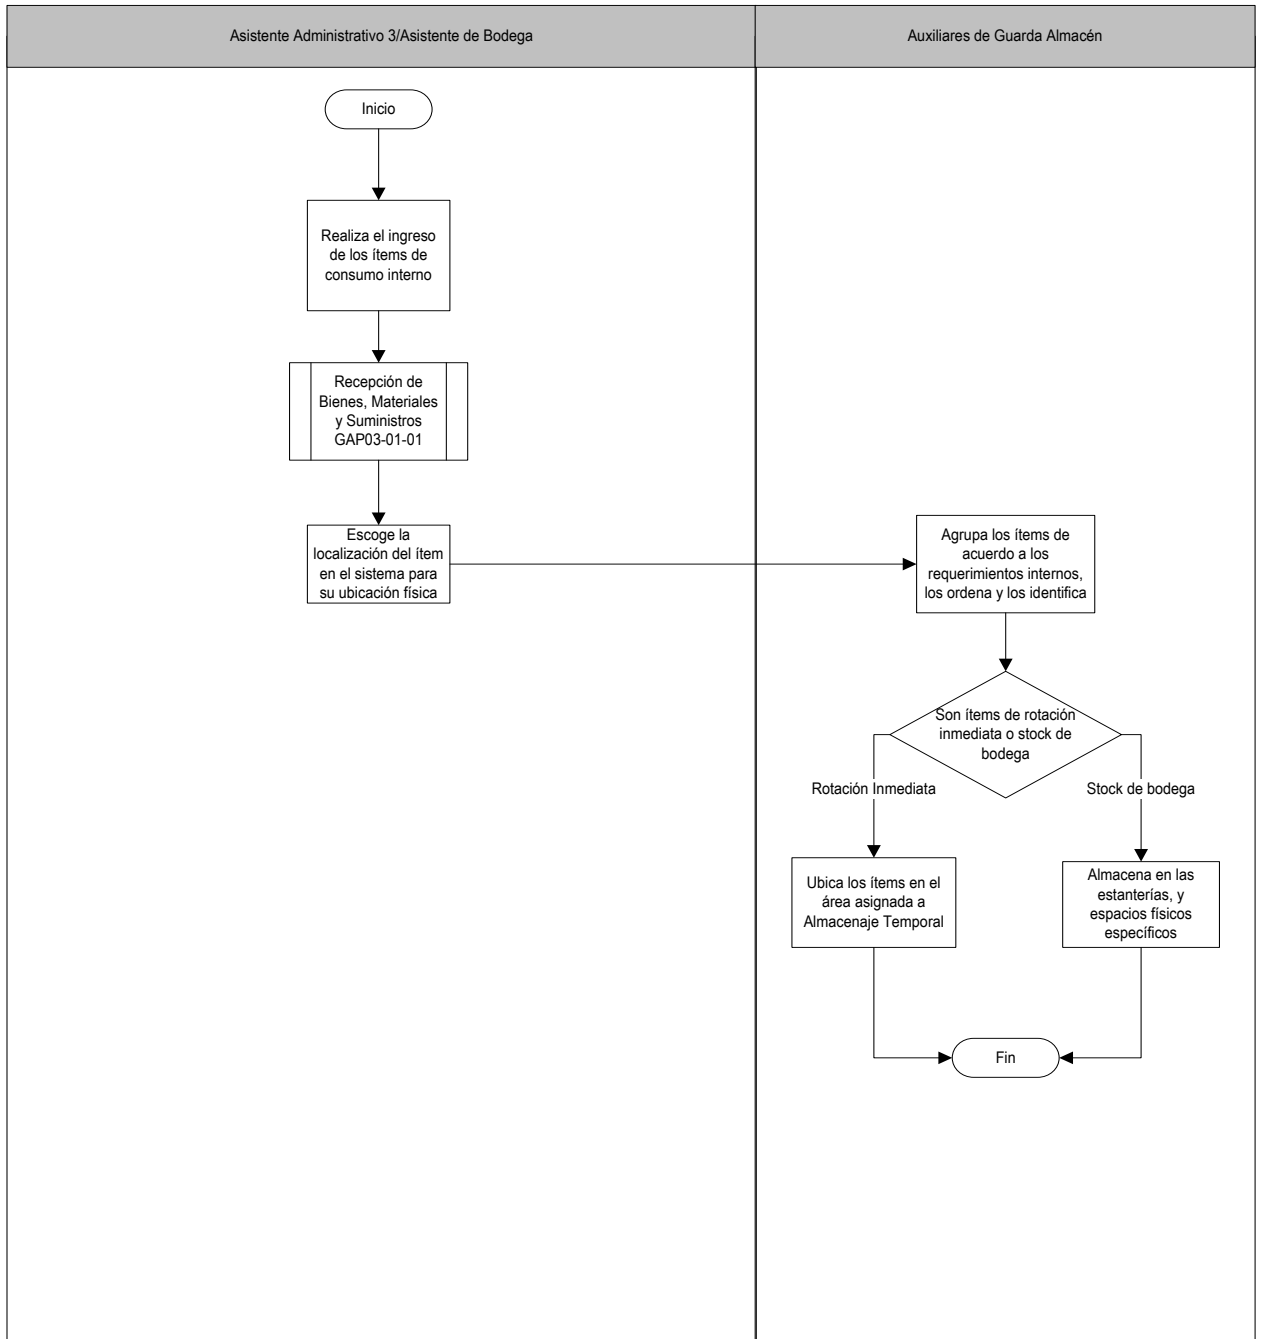 Asistente Administrativo 3/Asistente de Bodega
Auxiliares de Guarda Almacén
Inicio
Realiza el ingreso
de los ítems de
consumo interno
Recepción de
Bienes, Materiales
y Suministros
GAP03-01-01
Escoge la
localización del ítem
en el sistema para
su ubicación física
Agrupa los ítems de
acuerdo a los
requerimientos internos,
los ordena y los identifica
Son ítems de rotación
inmediata o stock de
bodega
Rotación Inmediata
Stock de bodega
Ubica los ítems en el
área asignada a
Almacenaje Temporal
Almacena en las
estanterías, y
espacios físicos
específicos
Fin